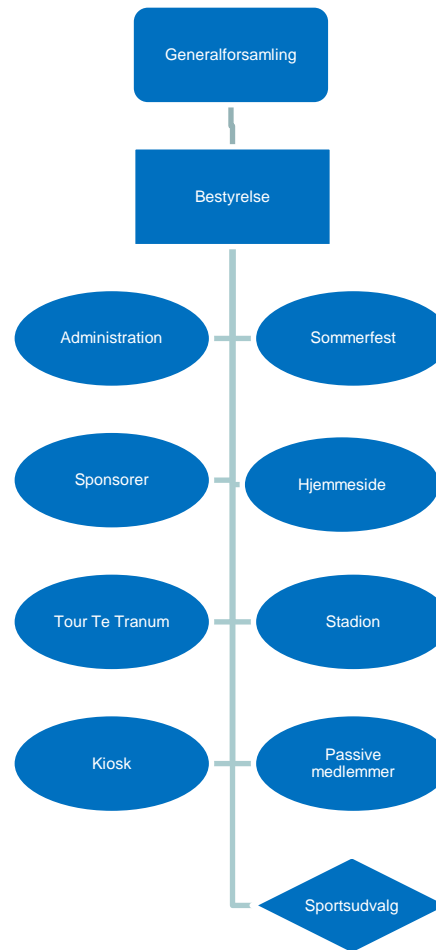 Generalforsamling
Bestyrelse
Administration
Sommerfest
Sponsorer
Hjemmeside
Tour Te Tranum
Stadion
Kiosk
Passive
medlemmer
Sportsudvalg